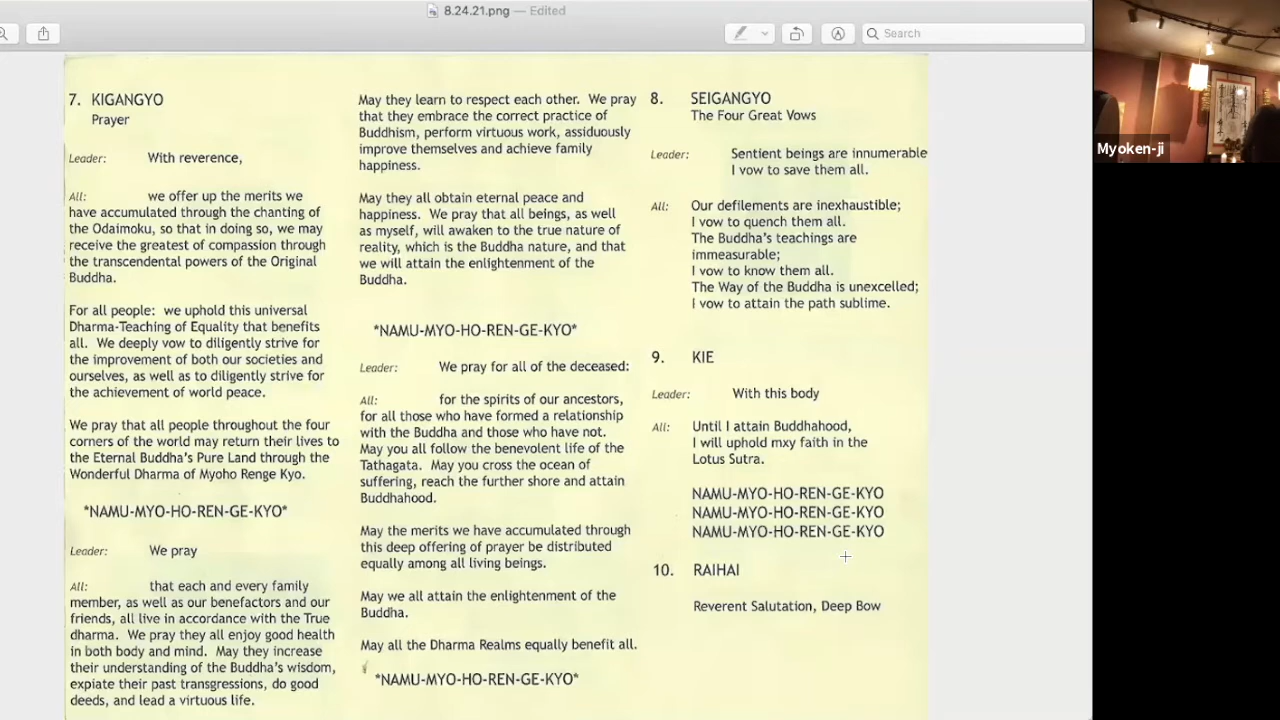 8.24.21.png — Edited
Search
Myoken-ji
7. KIGANGYO
Prayer
Leader: With reverence,
All: we offer up the merits we
have accumulated through the chanting of
the Odaimoku, so that in doing so, we may
receive the greatest of compassion through
the transcendental powers of the Original
Buddha.
For all people: we uphold this universal
Dharma-Teaching of Equality that benefits
all. We deeply vow to diligently strive for
the improvement of both our societies and
ourselves, as well as to diligently strive for
the achievement of world peace.
We pray that all people throughout the four
corners of the world may return their lives to
the Eternal Buddha's Pure Land through the
Wonderful Dharma of Myoho Renge Kyo.
*NAMU-MYO-HO-REN-GE-KYO*
Leader: We pray
All: that each and every family
member, as well as our benefactors and our
friends, all live in accordance with the True
dharma. We pray they all enjoy good health
in both body and mind. May they increase
their understanding of the Buddha's wisdom,
expiate their past transgressions, do good
deeds, and lead a virtuous life.
May they learn to respect each other. We pray
that they embrace the correct practice of
Buddhism, perform virtuous work, assiduously
improve themselves and achieve family
happiness.
May they all obtain eternal peace and
happiness. We pray that all beings, as well
as myself, will awaken to the true nature of
reality, which is the Buddha nature, and that
we will attain the enlightenment of the
Buddha.
*NAMU-MYO-HO-REN-GE-KYO*
Leader: We pray for all of the deceased:
All: for the spirits of our ancestors,
for all those who have formed a relationship
with the Buddha and those who have not.
May you all follow the benevolent life of the
Tathagata. May you cross the ocean of
suffering, reach the further shore and attain
Buddhahood.
May the merits we have accumulated through
this deep offering of prayer be distributed
equally among all living beings.
May we all attain the enlightenment of the
Buddha.
May all the Dharma Realms equally benefit all.
*NAMU-MYO-HO-REN-GE-KYO*
8. SEIGANGYO
The Four Great Vows
Leader: Sentient beings are innumerable
I vow to save them all.
All: Our defilements are inexhaustible;
I vow to quench them all.
The Buddha's teachings are
immeasurable;
I vow to know them all.
The Way of the Buddha is unexcelled;
I vow to attain the path sublime.
9. KIE
Leader: With this body
All: Until I attain Buddhahood,
I will uphold mxy faith in the
Lotus Sutra.
NAMU-MYO-HO-REN-GE-KYO
NAMU-MYO-HO-REN-GE-KYO
NAMU-MYO-HO-REN-GE-KYO
10. RAIHAI
Reverent Salutation, Deep Bow